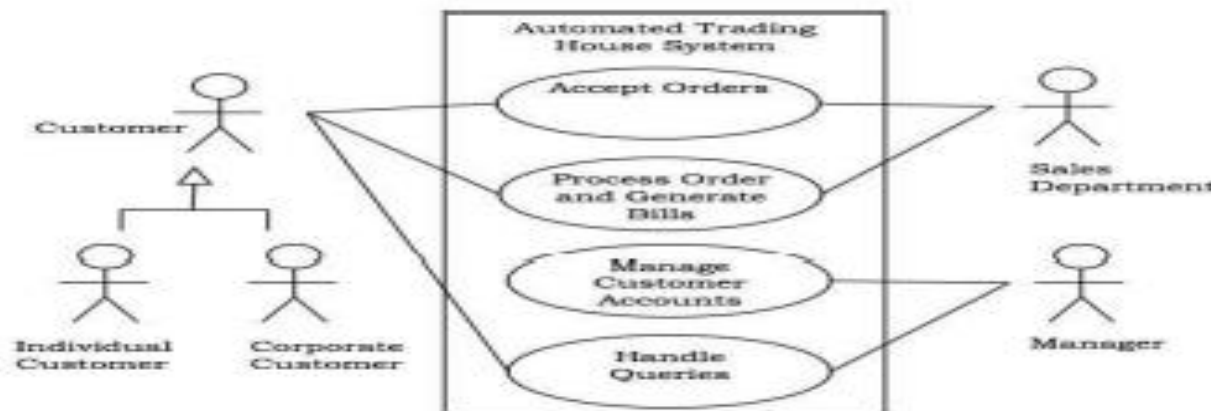 Automated Trading
House System
Accept Orders
Customer
Process Order
and Generate
Bills
Sales
Department
Manage
Customer
Accounts
Individual
Customer
Corporate
Customer
Handle
Queries
Manager